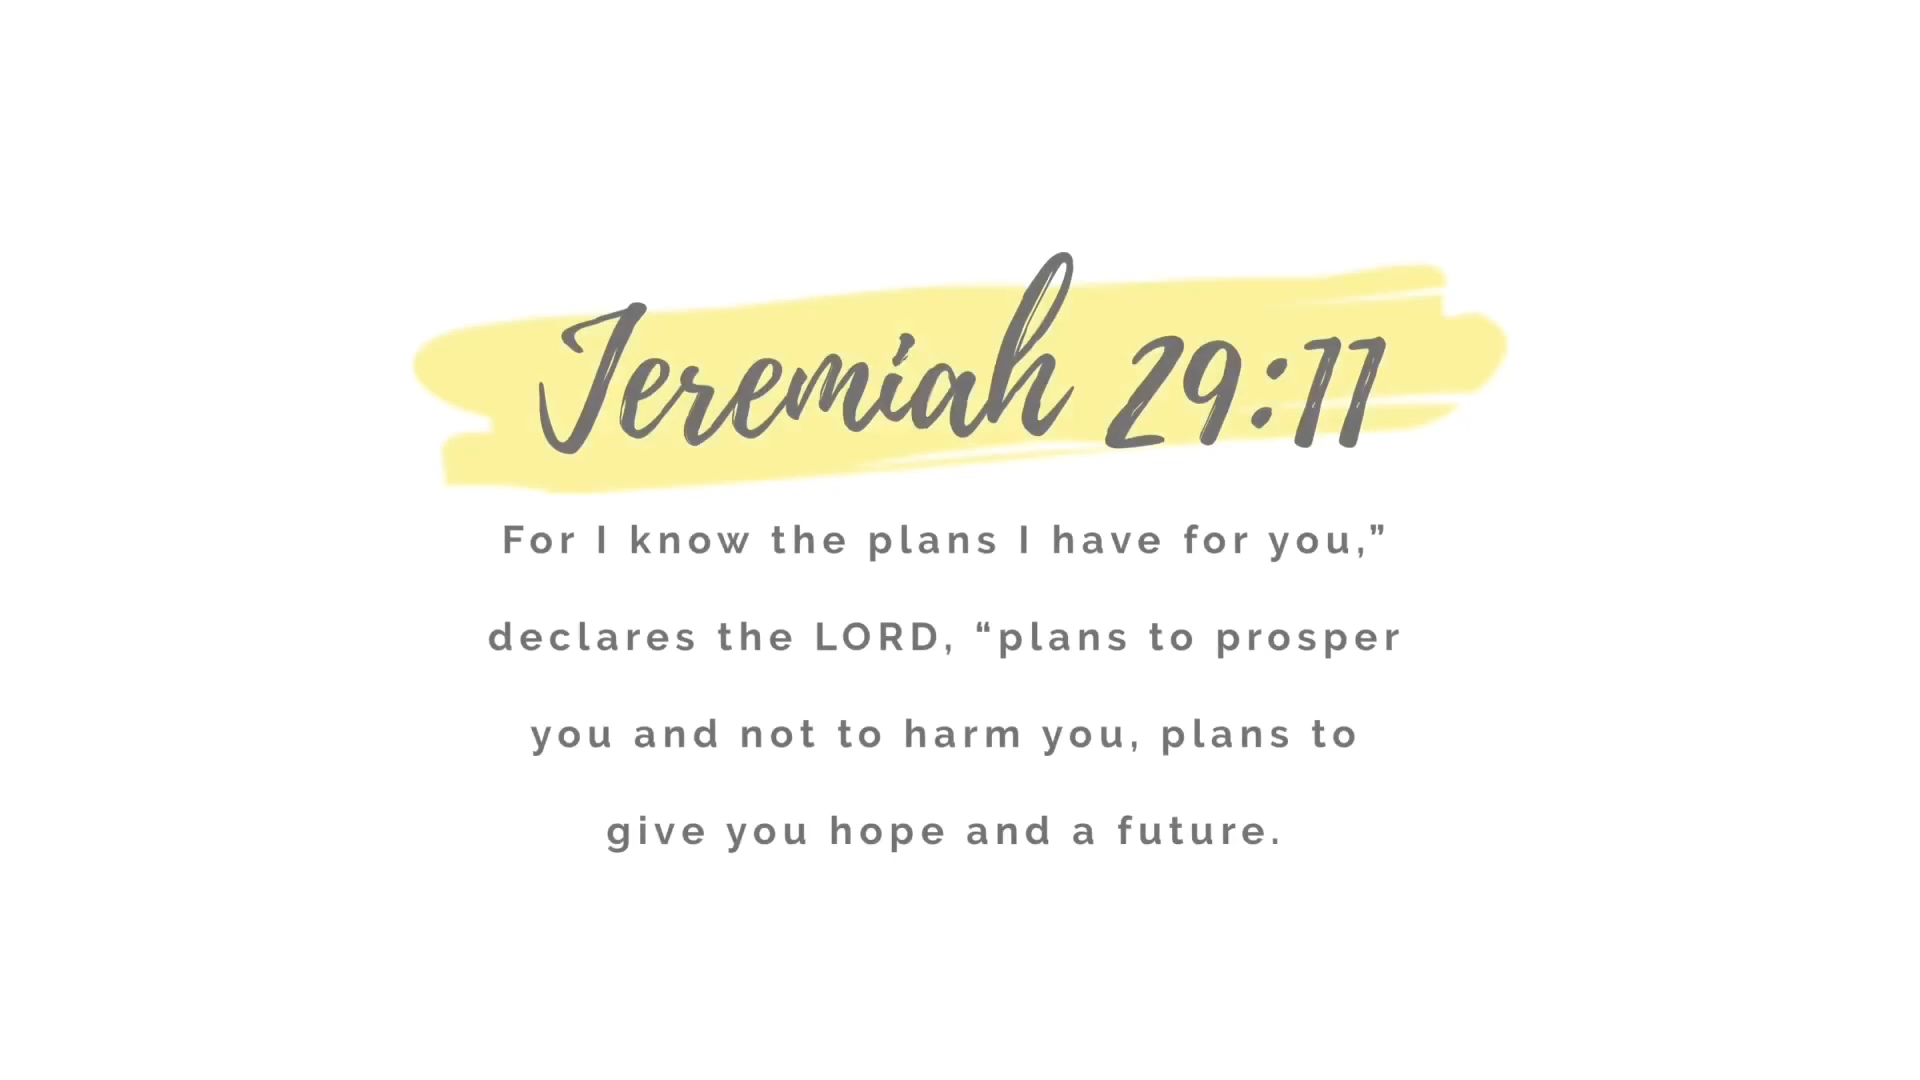 Jeremiah 29:11
For I know the plans I have for you,”
declares the LORD, “plans to prosper
you and not to harm you, plans to
give you hope and a future.